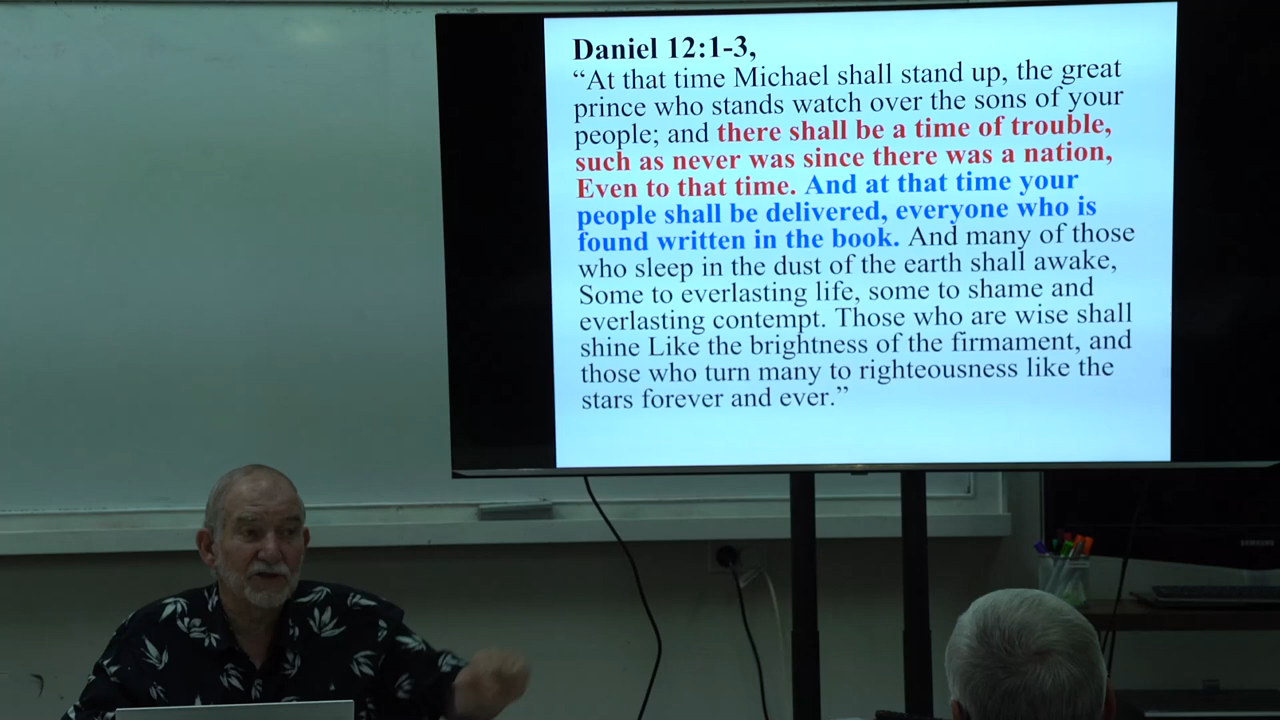 Daniel 12:1-3,
“At that time Michael shall stand up, the great
prince who stands watch over the sons of your
people; and there shall be a time of trouble,
such as never was since there was a nation,
Even to that time. And at that time your
people shall be delivered, everyone who is
found written in the book. And many of those
who sleep in the dust of the earth shall awake,
Some to everlasting life, some to shame and
everlasting contempt. Those who are wise shall
shine Like the brightness of the firmament, and
those who turn many to righteousness like the
stars forever and ever.”
SAMSUNG